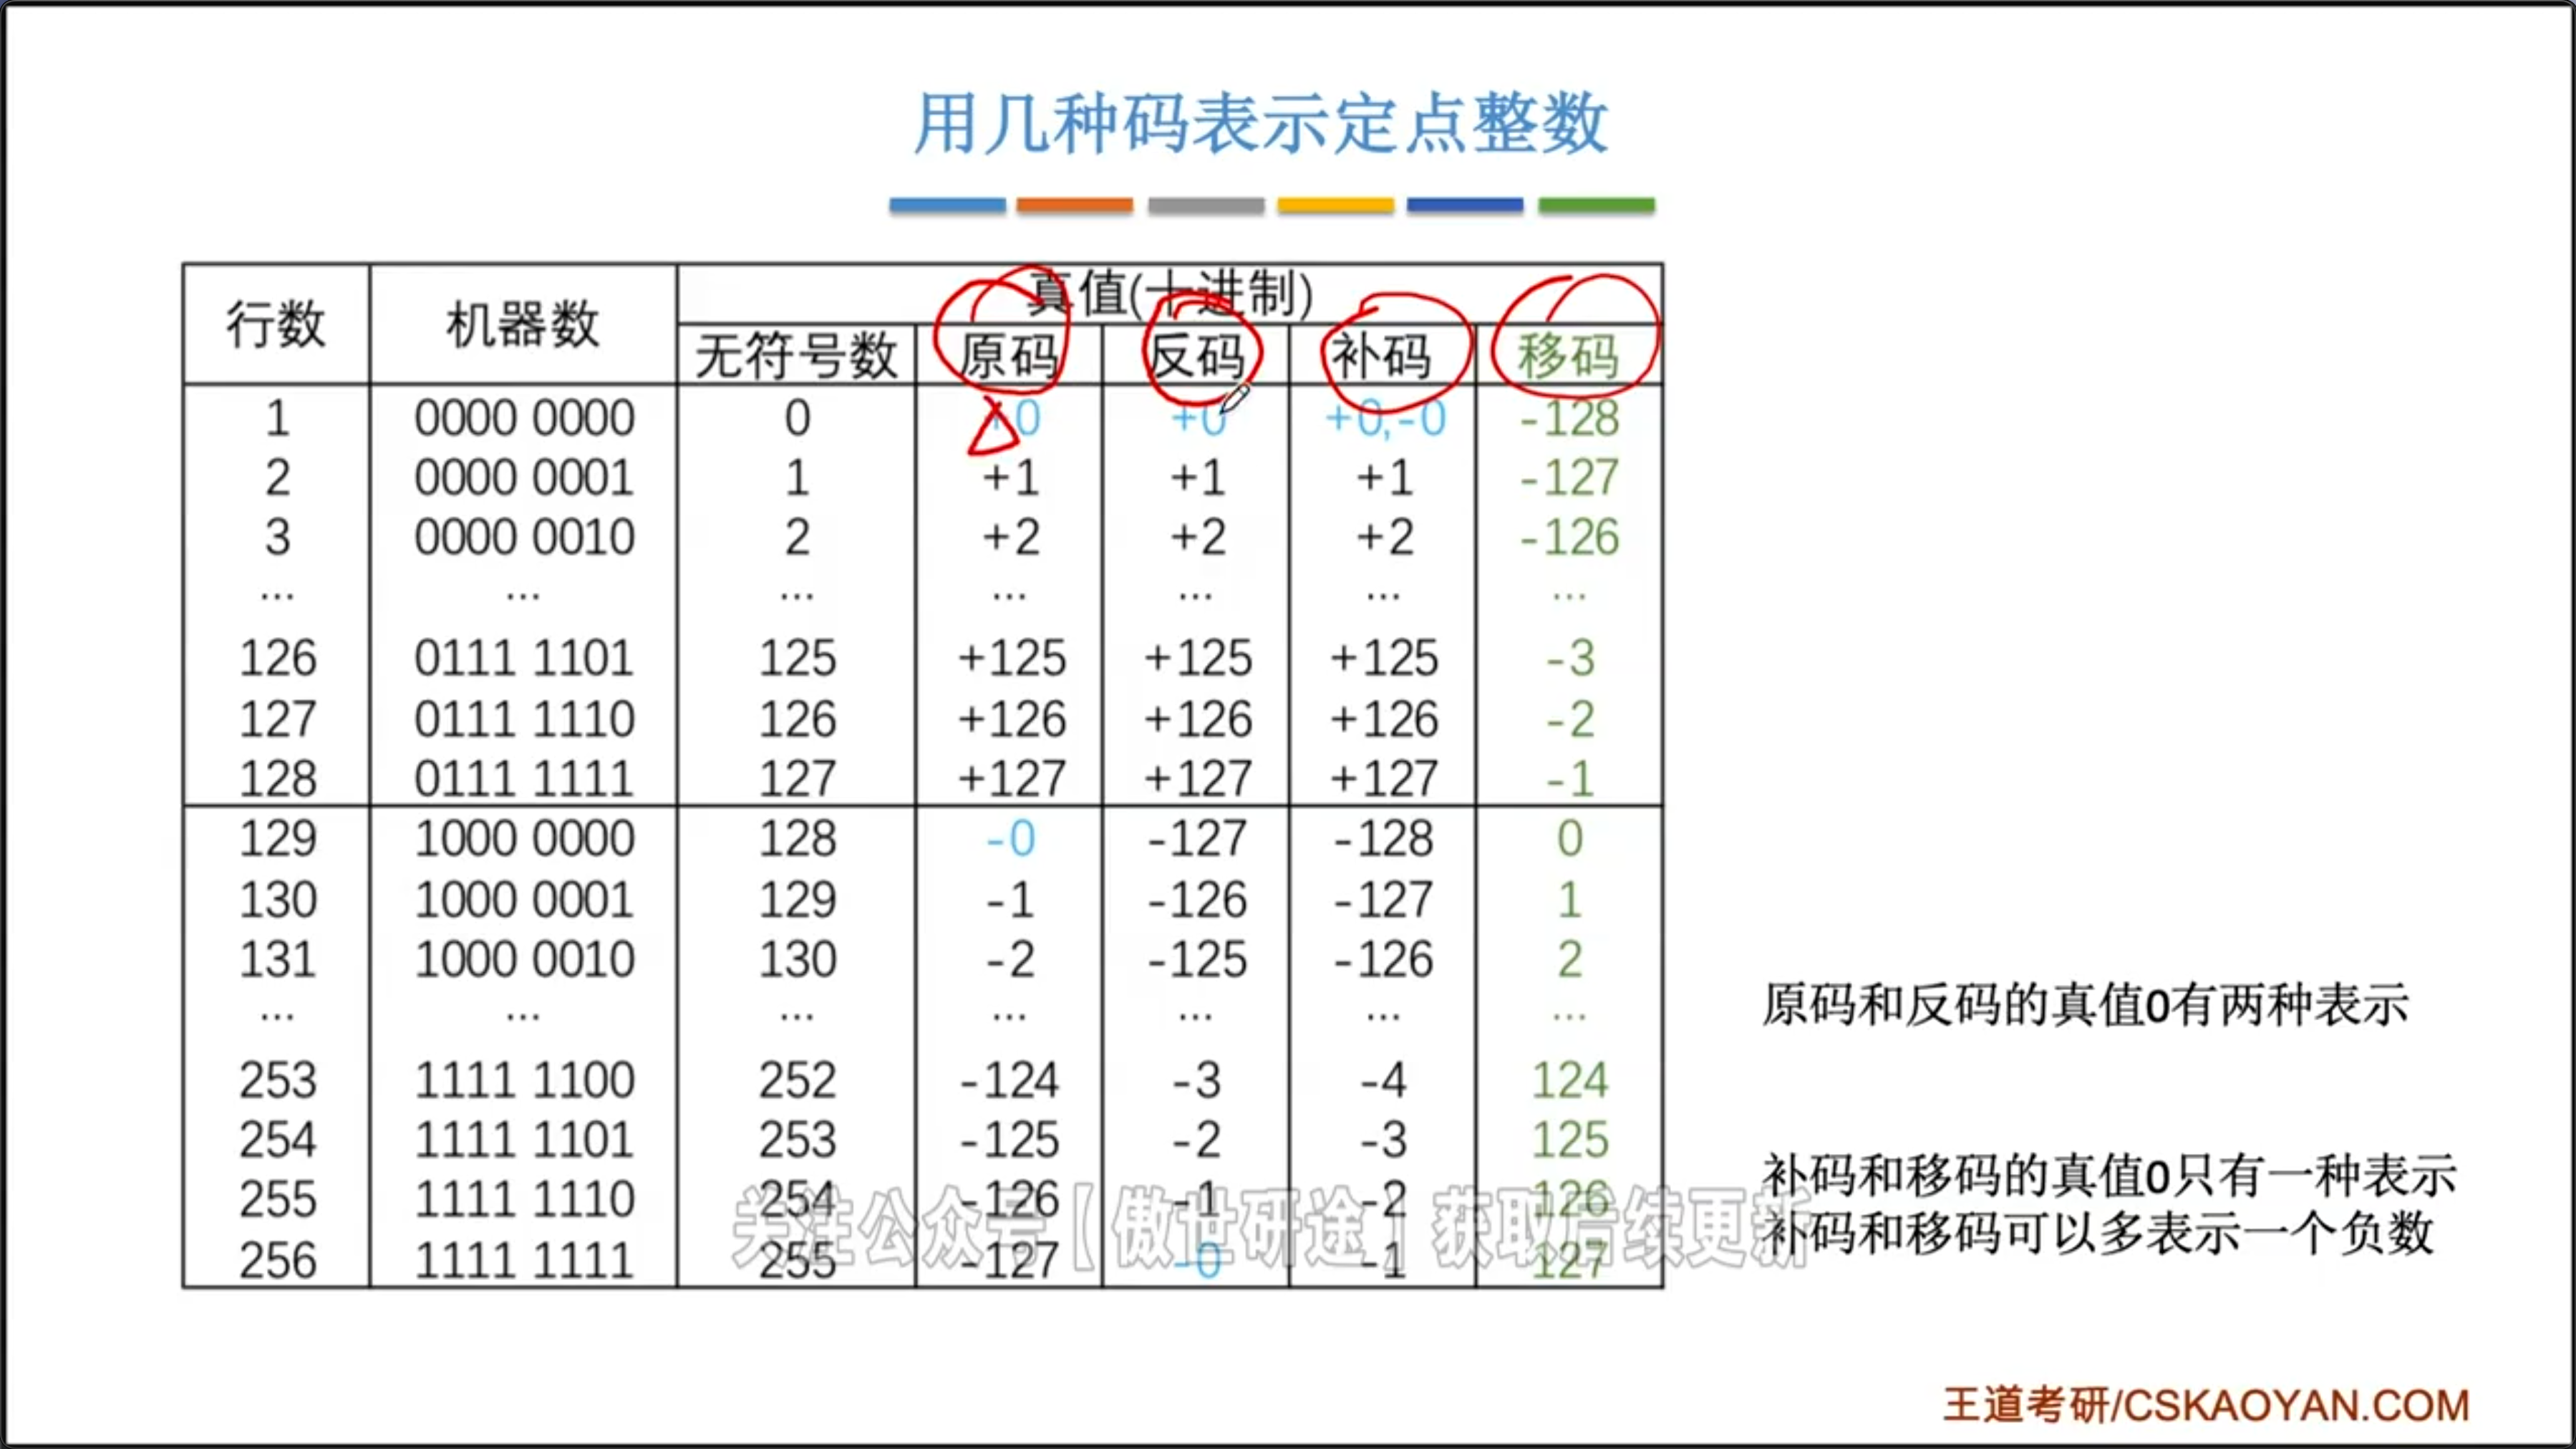 用几种码表示定点整数
行数 机器数 真值(十进制)
无符号数 原码 反码 补码 移码
1 0000 0000 0 +0 +0 +0,-0 -128
2 0000 0001 1 +1 +1 +1 -127
3 0000 0010 2 +2 +2 +2 -126
... ... ... ... ... ... ...
126 0111 1101 125 +125 +125 +125 -3
127 0111 1110 126 +126 +126 +126 -2
128 0111 1111 127 +127 +127 +127 -1
129 1000 0000 128 -0 -127 -128 0
130 1000 0001 129 -1 -126 -127 1
131 1000 0010 130 -2 -125 -126 2
... ... ... ... ... ... ...
253 1111 1100 252 -124 -3 -4 124
254 1111 1101 253 -125 -2 -3 125
255 1111 1110 254 -126 -1 -2 126
256 1111 1111 255 -127 -0 -1 127
原码和反码的真值0有两种表示
补码和移码的真值0只有一种表示
补码和移码可以多表示一个负数
关注公众号【傲世研途】获取后续更新
王道考研/CSKAOYAN.COM